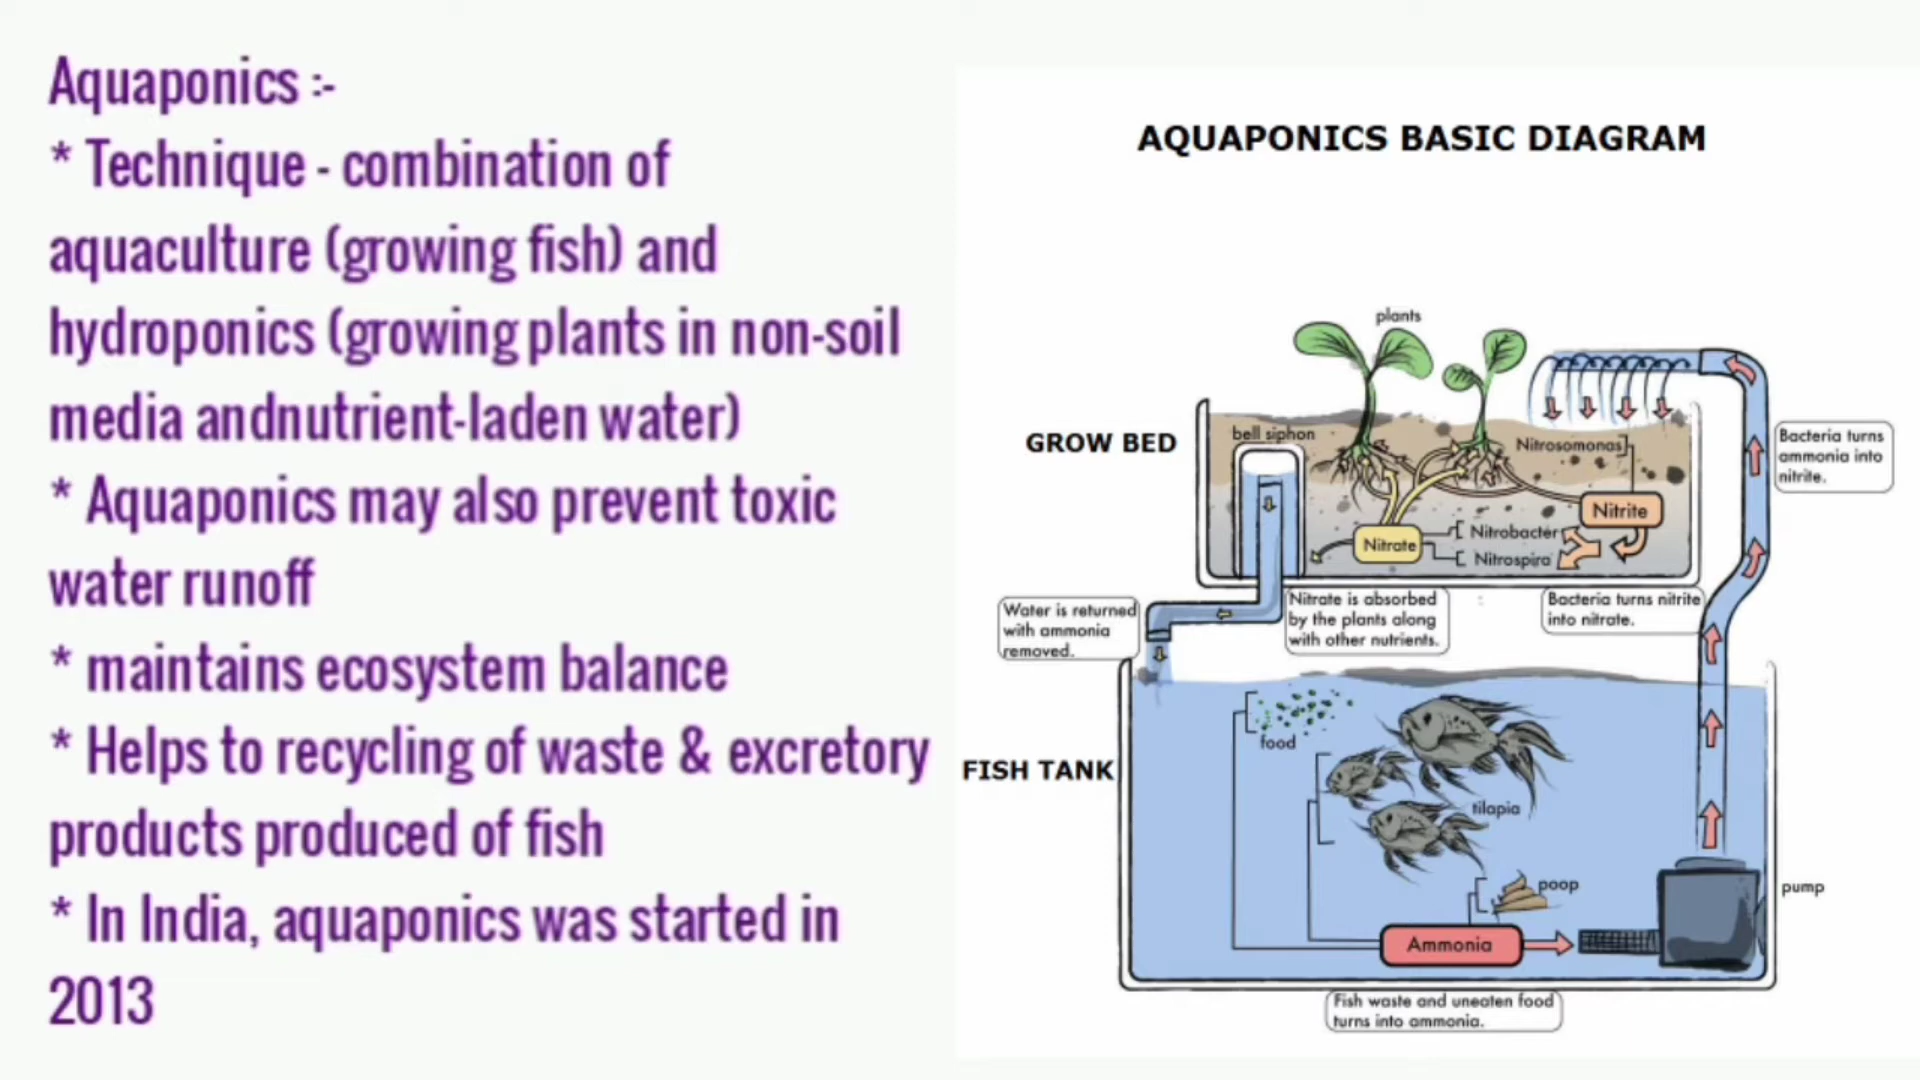 Aquaponics :-
* Technique - combination of
aquaculture (growing fish) and
hydroponics (growing plants in non-soil
media andnutrient-laden water)
* Aquaponics may also prevent toxic
water runoff
* maintains ecosystem balance
* Helps to recycling of waste & excretory
products produced of fish
* In India, aquaponics was started in
2013
AQUAPONICS BASIC DIAGRAM
plants
GROW BED
bell siphon
Nitrosomonas
Bacteria turns
ammonia into
nitrite.
Nitrite
Nitrate
Nitrobacter
Nitrospira
Water is returned
with ammonia
removed.
Nitrate is absorbed
by the plants along
with other nutrients.
Bacteria turns nitrite
into nitrate.
food
FISH TANK
tilapia
poop
pump
Ammonia
Fish waste and uneaten food
turns into ammonia.